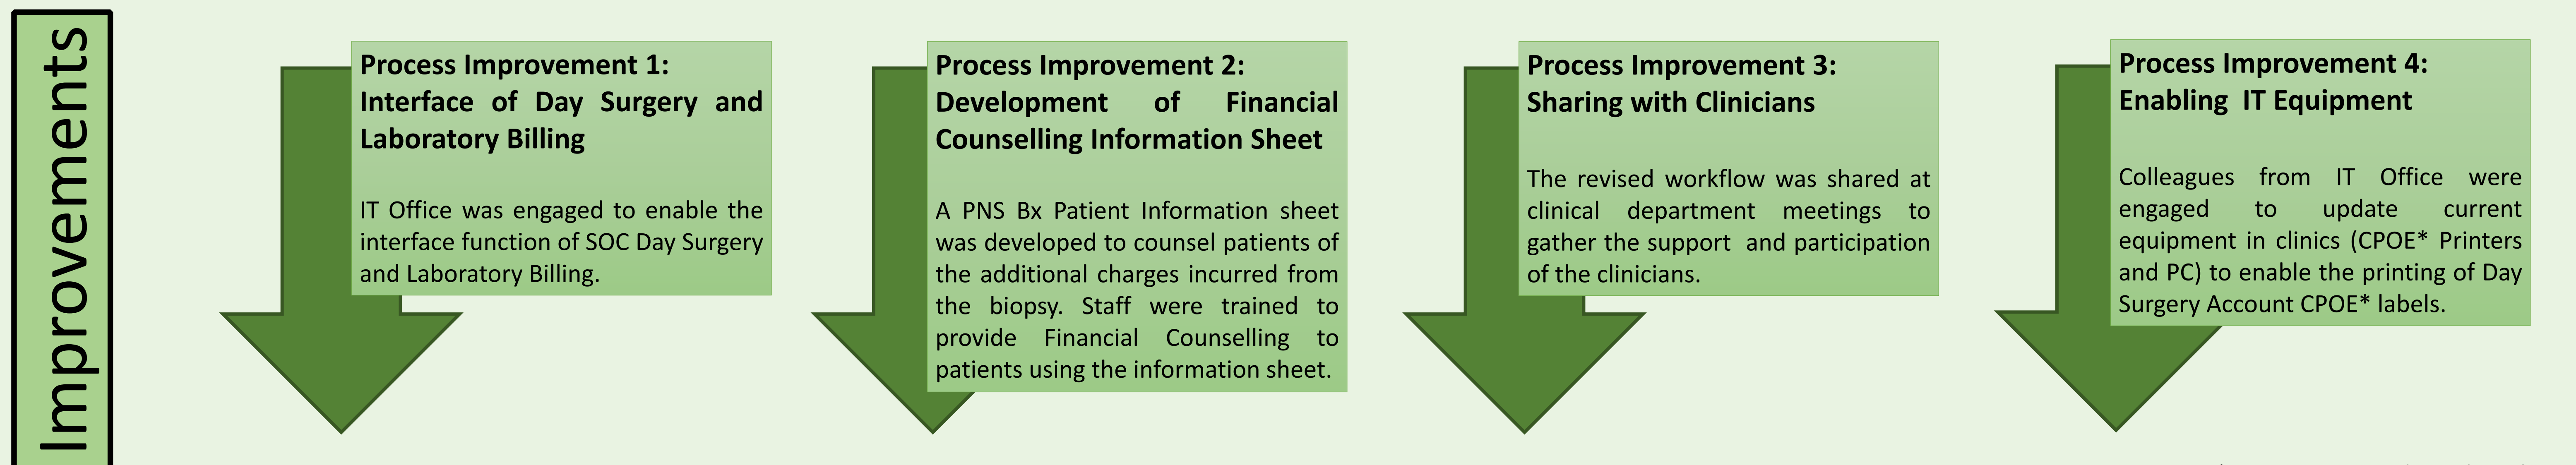 Improvements
Process Improvement 1:
Interface of Day Surgery and
Laboratory Billing
IT Office was engaged to enable the
interface function of SOC Day Surgery
and Laboratory Billing.
Process Improvement 2:
Development of Financial
Counselling Information Sheet
A PNS Bx Patient Information sheet
was developed to counsel patients of
the additional charges incurred from
the biopsy. Staff were trained to
provide Financial Counselling to
patients using the information sheet.
Process Improvement 3:
Sharing with Clinicians
The revised workflow was shared at
clinical department meetings to
gather the support and participation
of the clinicians.
Process Improvement 4:
Enabling IT Equipment
Colleagues from IT Office were
engaged to update current
equipment in clinics (CPOE* Printers
and PC) to enable the printing of Day
Surgery Account CPOE* labels.